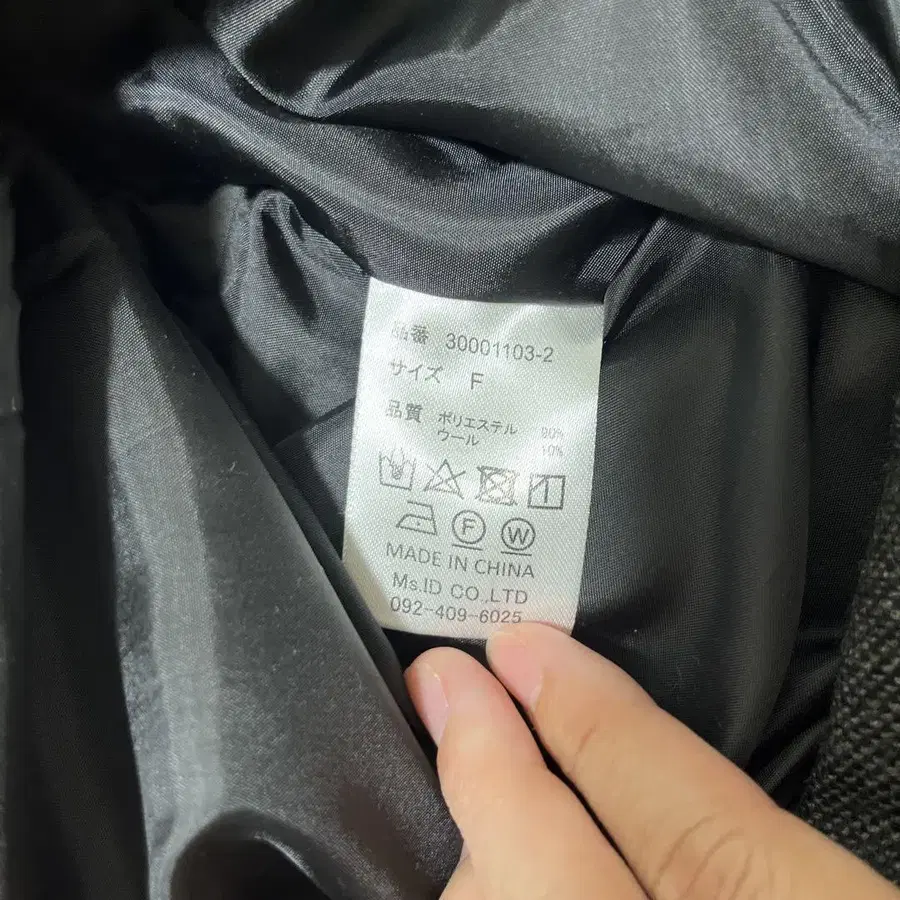 品番 30001103-2
サイズ F
品質 ポリエステル 90%
ウール 10%
F W
MADE IN CHINA
Ms.ID CO.,LTD
092-409-6025